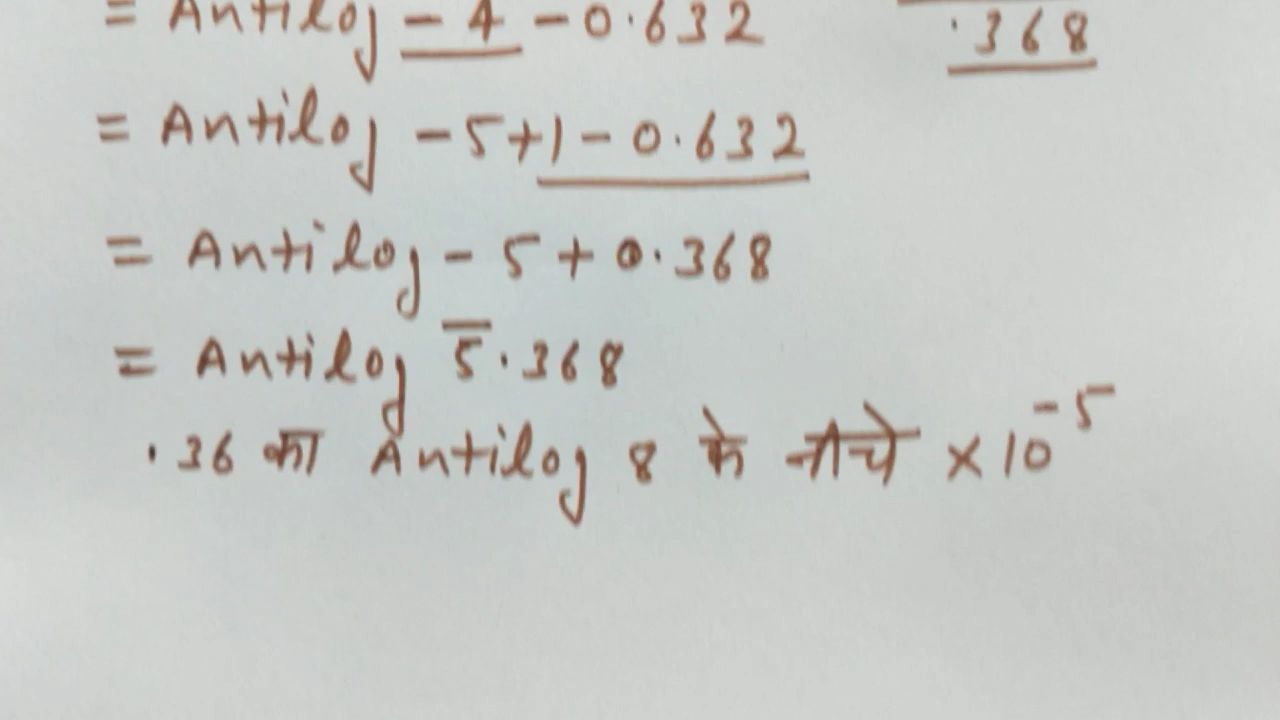 = Antilog - 4 - 0.632
.368
= Antilog - 5 + 1 - 0.632
= Antilog - 5 + 0.368
= Antilog 5̅.368
.36 का Antilog 8 के नीचे × 10⁻⁵